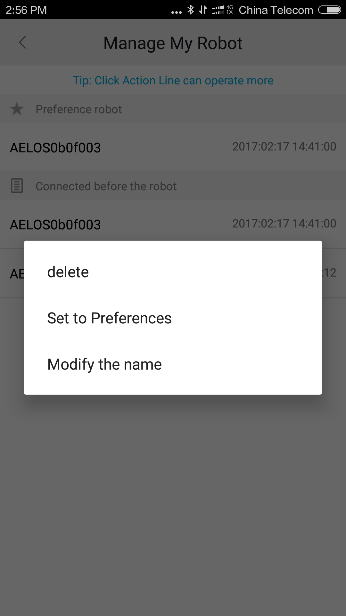 2:56 PM ... 4G 2X China Telecom
Manage My Robot
Tip: Click Action Line can operate more
Preference robot
AELOS0b0f003 2017:02:17 14:41:00
Connected before the robot
AELOS0b0f003 2017:02:17 14:41:00
AE :12
delete
Set to Preferences
Modify the name